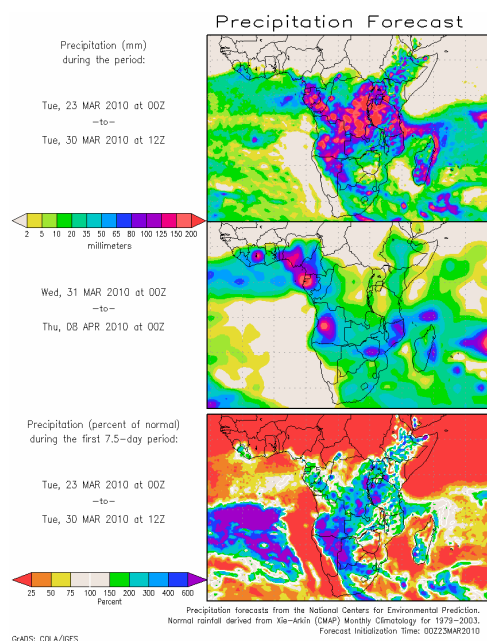 Precipitation Forecast
Precipitation (mm)
during the period:
Tue, 23 MAR 2010 at 00Z
-to-
Tue, 30 MAR 2010 at 12Z
2 5 10 20 35 50 65 80 100 125 150 200
millimeters
Wed, 31 MAR 2010 at 00Z
-to-
Thu, 08 APR 2010 at 00Z
Precipitation (percent of normal)
during the first 7.5-day period:
Tue, 23 MAR 2010 at 00Z
-to-
Tue, 30 MAR 2010 at 12Z
25 50 75 100 150 200 300 400 600
Percent
Precipitation forecasts from the National Centers for Environmental Prediction.
Normal rainfall derived from Xie-Arkin (CMAP) Monthly Climatology for 1979-2003.
Forecast Initialization Time: 00Z23MAR2010
GrADS: COLA/IGES